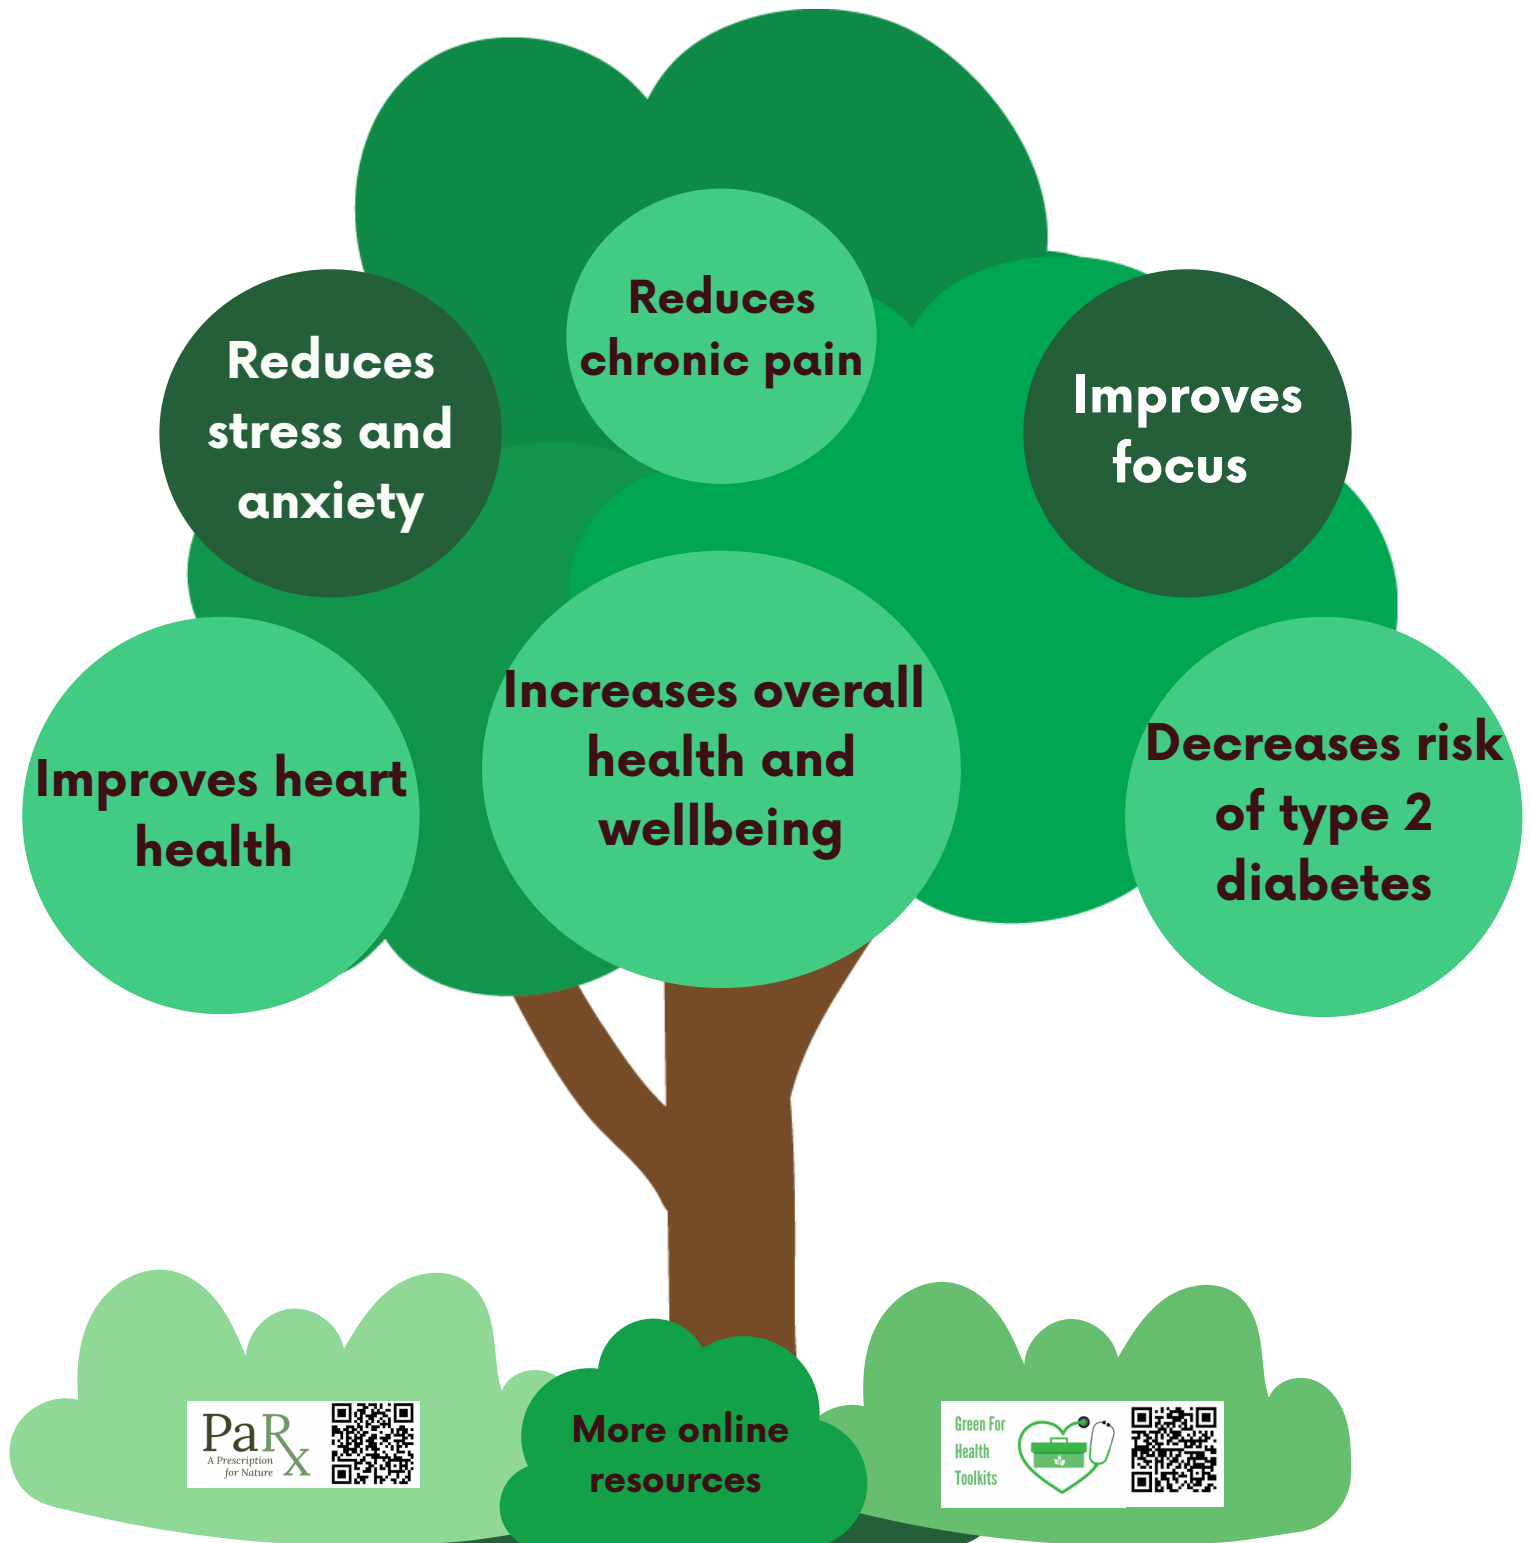 Reduces
chronic pain
Reduces
stress and
anxiety
Improves
focus
Increases overall
health and
wellbeing
Improves heart
health
Decreases risk
of type 2
diabetes
PaRx
A Prescription
for Nature
More online
resources
Green For
Health
Toolkits